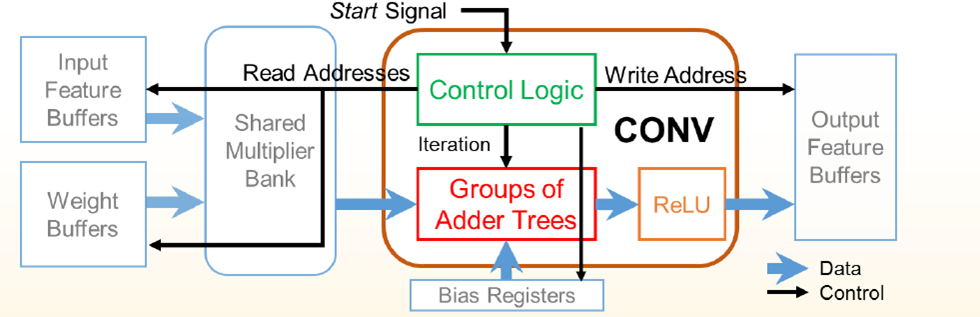 Start Signal
Input
Feature
Buffers
Read Addresses
Control Logic
Write Address
Shared
Multiplier
Bank
Iteration
CONV
Output
Feature
Buffers
Weight
Buffers
Groups of
Adder Trees
ReLU
Bias Registers
Data
Control